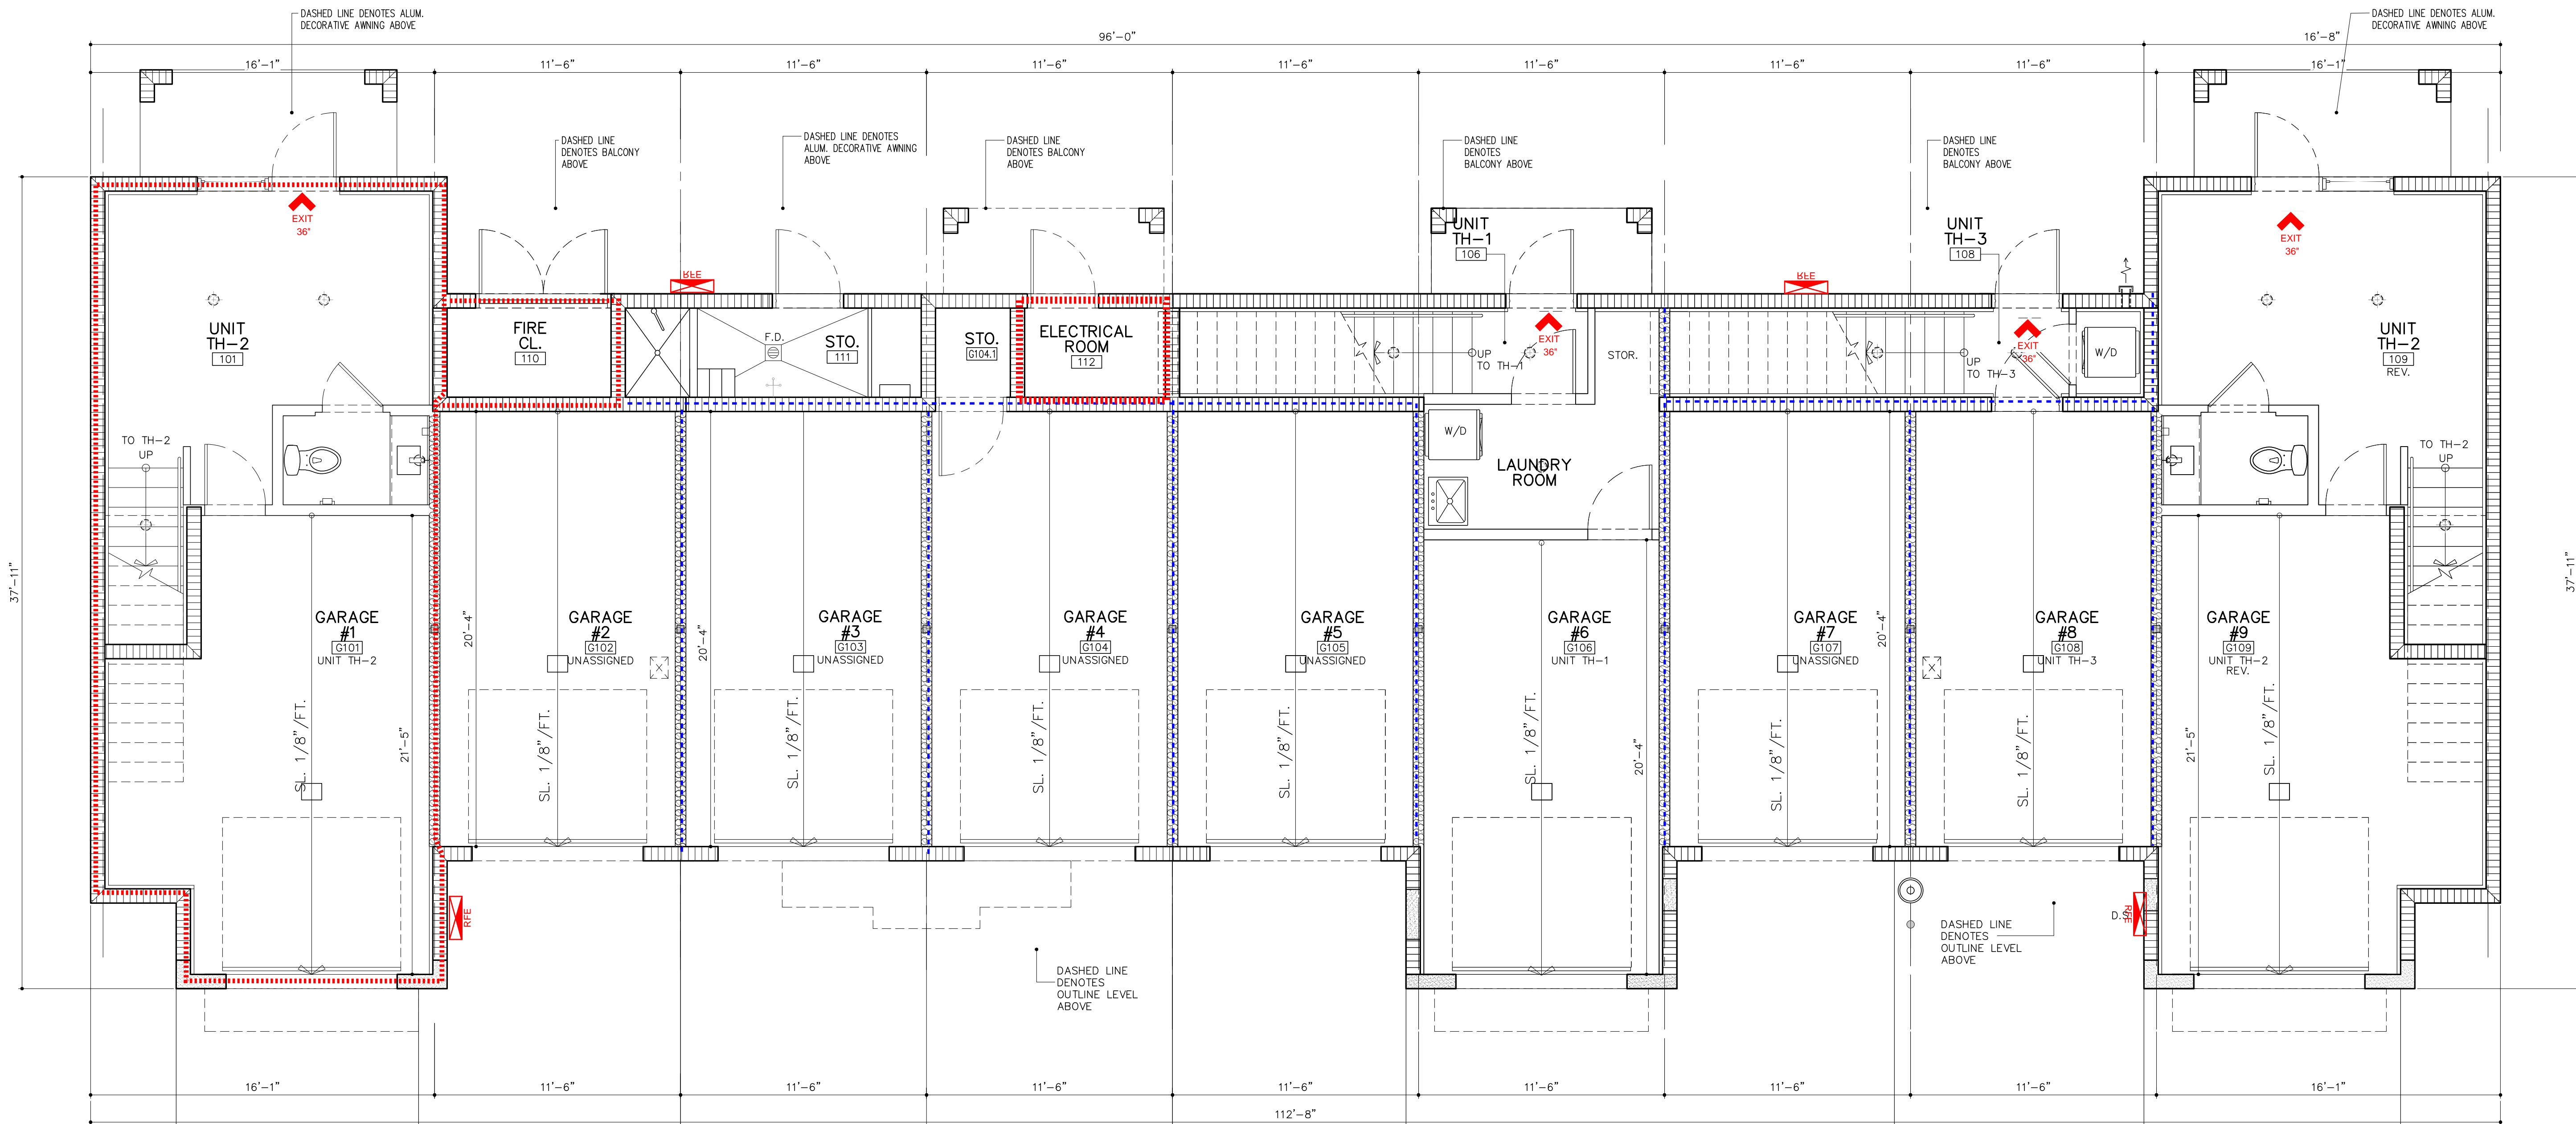 DASHED LINE DENOTES ALUM.
DECORATIVE AWNING ABOVE
DASHED LINE DENOTES ALUM.
DECORATIVE AWNING ABOVE
96'-0"
16'-8"
16'-1"
11'-6"
11'-6"
11'-6"
11'-6"
11'-6"
11'-6"
11'-6"
16'-1"
DASHED LINE
DENOTES BALCONY
ABOVE
DASHED LINE DENOTES
ALUM. DECORATIVE AWNING
ABOVE
DASHED LINE
DENOTES BALCONY
ABOVE
DASHED LINE
DENOTES
BALCONY ABOVE
DASHED LINE
DENOTES
BALCONY ABOVE
EXIT
36"
UNIT
TH-1
106
UNIT
TH-3
108
EXIT
36"
RFE
RFE
UNIT
TH-2
101
FIRE
CL.
110
F.D.
STO.
111
STO.
G104.1
ELECTRICAL
ROOM
112
UP
TO TH-1
EXIT
36"
STOR.
UP
TO TH-3
EXIT
36"
W/D
UNIT
TH-2
109
REV.
TO TH-2
UP
W/D
LAUNDRY
ROOM
TO TH-2
UP
37'-11"
37'-11"
GARAGE
#1
G101
UNIT TH-2
GARAGE
#2
G102
UNASSIGNED
X
GARAGE
#3
G103
UNASSIGNED
GARAGE
#4
G104
UNASSIGNED
GARAGE
#5
G105
UNASSIGNED
GARAGE
#6
G106
UNIT TH-1
GARAGE
#7
G107
UNASSIGNED
X
GARAGE
#8
G108
UNIT TH-3
GARAGE
#9
G109
UNIT TH-2
REV.
20'-4"
20'-4"
20'-4"
21'-5"
20'-4"
21'-5"
SL. 1/8"/FT.
SL. 1/8"/FT.
SL. 1/8"/FT.
SL. 1/8"/FT.
SL. 1/8"/FT.
SL. 1/8"/FT.
SL. 1/8"/FT.
SL. 1/8"/FT.
SL. 1/8"/FT.
RFE
RFE
DASHED LINE
DENOTES
OUTLINE LEVEL
ABOVE
DASHED LINE
DENOTES
OUTLINE LEVEL
ABOVE
16'-1"
11'-6"
11'-6"
11'-6"
11'-6"
11'-6"
11'-6"
11'-6"
16'-1"
112'-8"